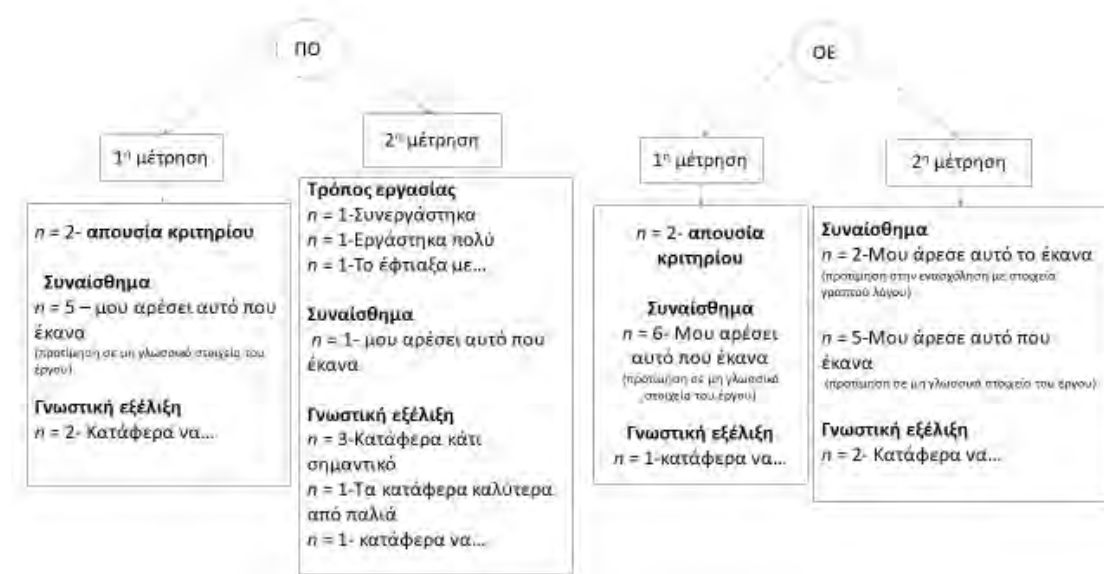 ΠΟ
1η μέτρηση
n = 2- απουσία κριτηρίου
Συναίσθημα
n = 5 – μου αρέσει αυτό που
έκανα
(προτίμηση σε μη γλωσσικά στοιχεία του
έργου)
Γνωστική εξέλιξη
n = 2- Κατάφερα να...
2η μέτρηση
Τρόπος εργασίας
n = 1-Συνεργάστηκα
n = 1-Εργάστηκα πολύ
n = 1-Το έφτιαξα με...
Συναίσθημα
n = 1- μου αρέσει αυτό που
έκανα
Γνωστική εξέλιξη
n = 3-Κατάφερα κάτι
σημαντικό
n = 1-Τα κατάφερα καλύτερα
από παλιά
n = 1- κατάφερα να...
ΟΕ
1η μέτρηση
n = 2- απουσία
κριτηρίου
Συναίσθημα
n = 6- Μου αρέσει
αυτό που έκανα
(προτίμηση σε μη γλωσσικά
στοιχεία του έργου)
Γνωστική εξέλιξη
n = 1-κατάφερα να...
2η μέτρηση
Συναίσθημα
n = 2-Μου άρεσε αυτό το έκανα
(προτίμηση στην ενασχόληση με στοιχεία
γραπτού λόγου)
n = 5-Μου άρεσε αυτό που
έκανα
(προτίμηση σε μη γλωσσικά στοιχεία του έργου)
Γνωστική εξέλιξη
n = 2- Κατάφερα να...